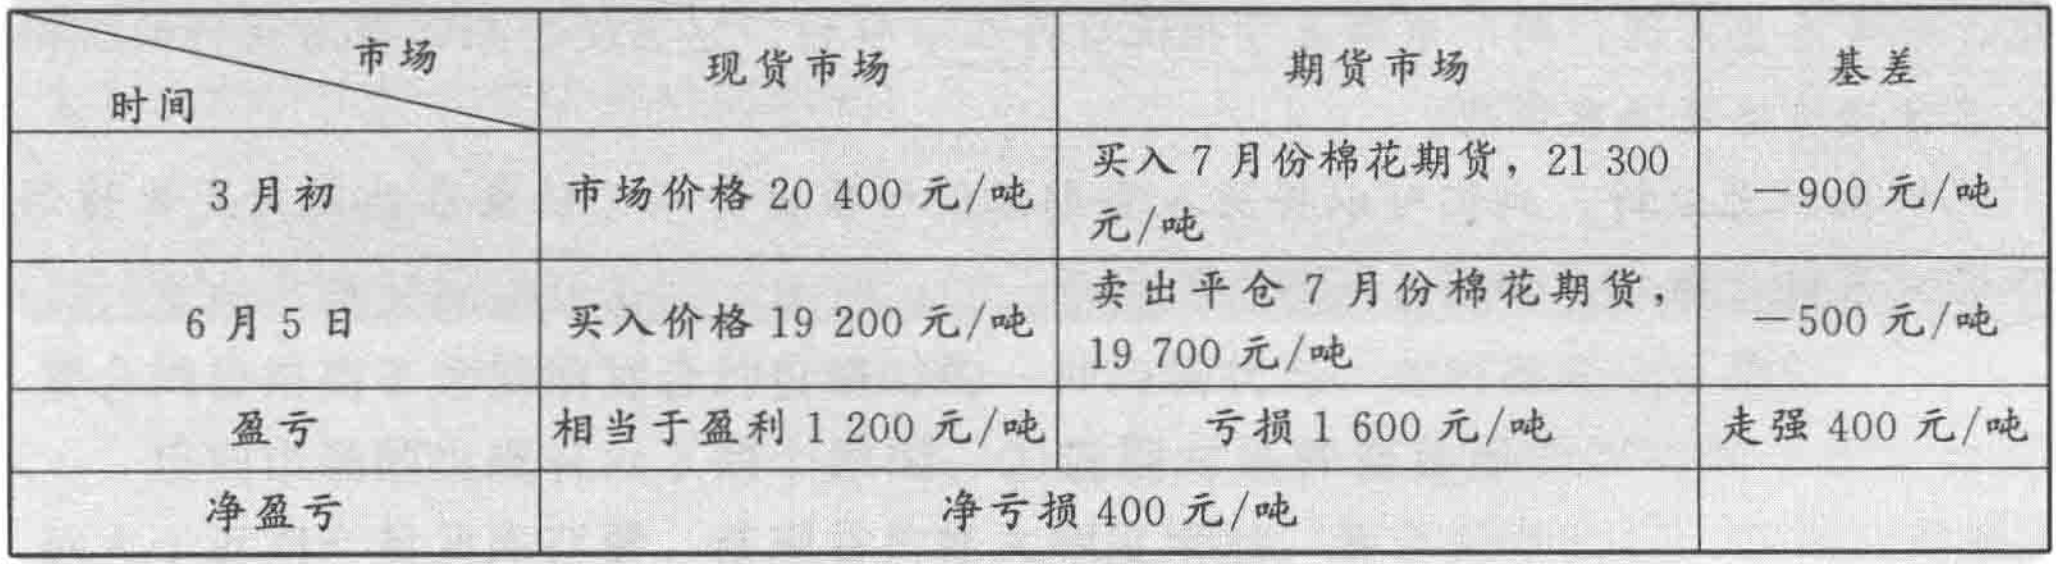 市场
时间
现货市场
期货市场
基差
3 月初
市场价格 20 400 元/吨
买入 7 月份棉花期货，21 300
元/吨
－900 元/吨
6 月 5 日
买入价格 19 200 元/吨
卖出平仓 7 月份棉花期货，
19 700 元/吨
－500 元/吨
盈亏
相当于盈利 1 200 元/吨
亏损 1 600 元/吨
走强 400 元/吨
净盈亏
净亏损 400 元/吨